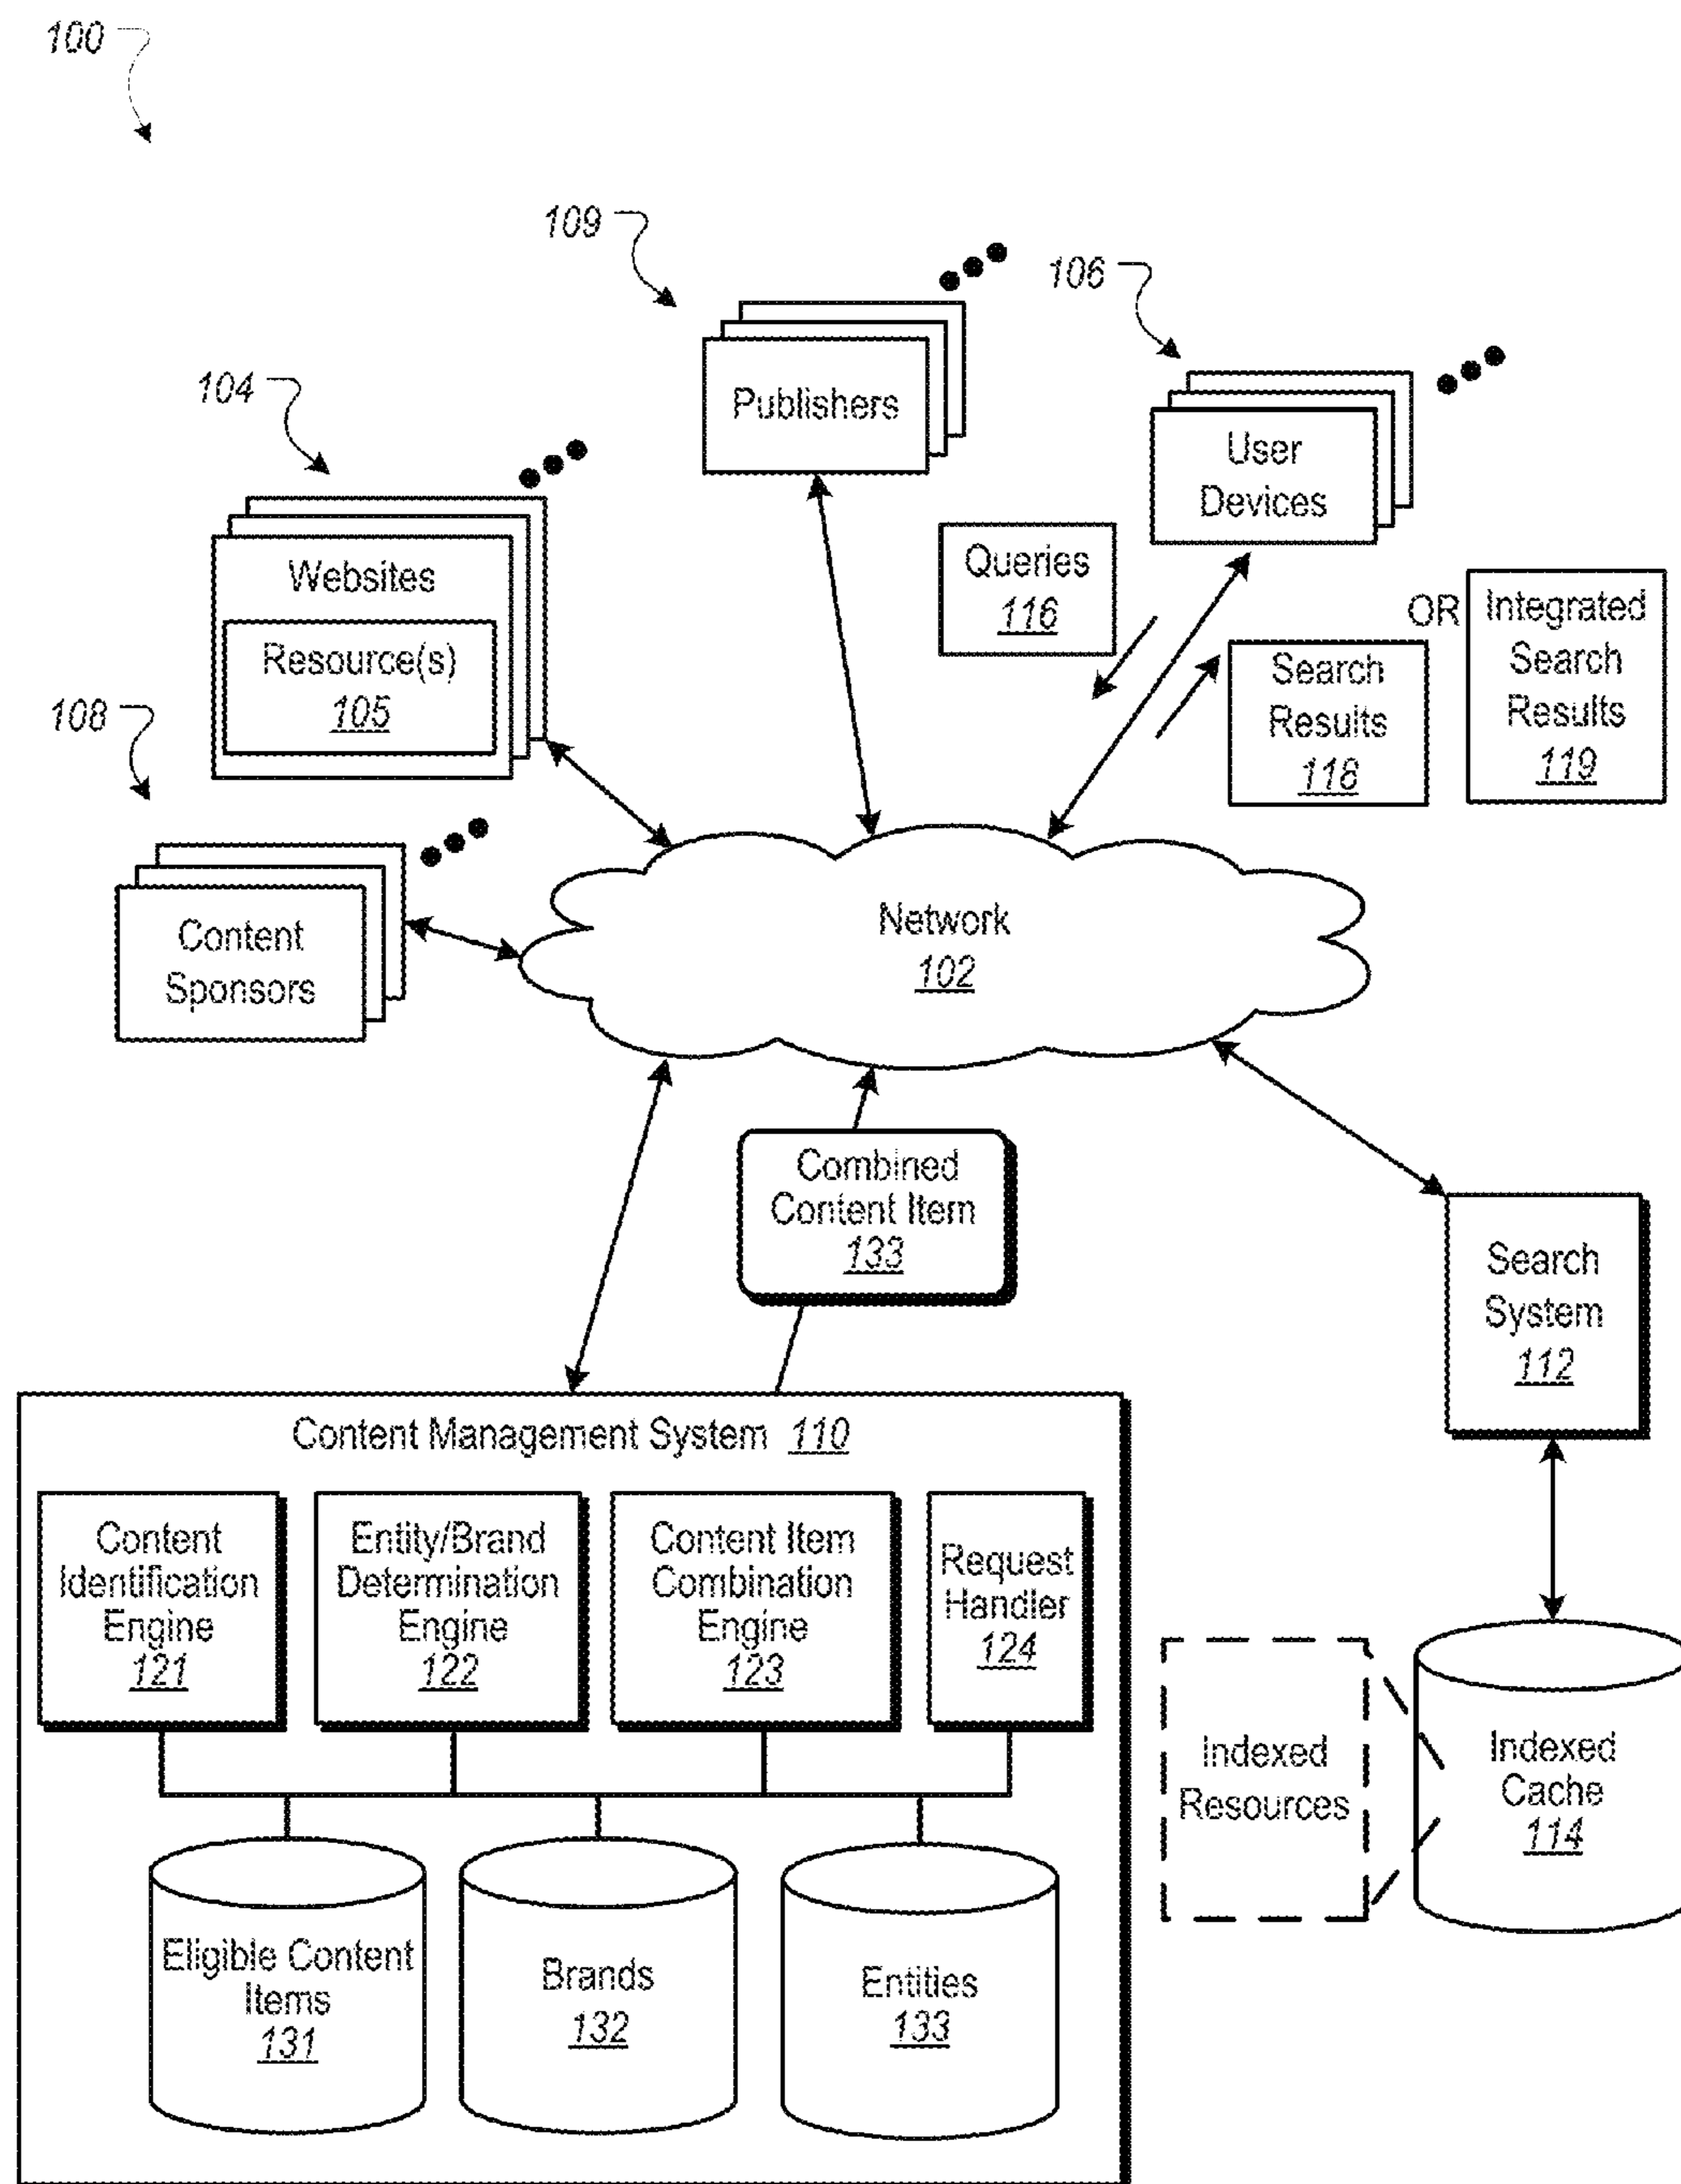 100
109
Publishers
106
User
Devices
104
Websites
Resource(s)
105
Queries
116
Search
Results
118
OR
Integrated
Search
Results
119
108
Content
Sponsors
Network
102
Combined
Content Item
133
Search
System
112
Content Management System 110
Content
Identification
Engine
121
Entity/Brand
Determination
Engine
122
Content Item
Combination
Engine
123
Request
Handler
124
Indexed
Resources
Indexed
Cache
114
Eligible Content
Items
131
Brands
132
Entities
133